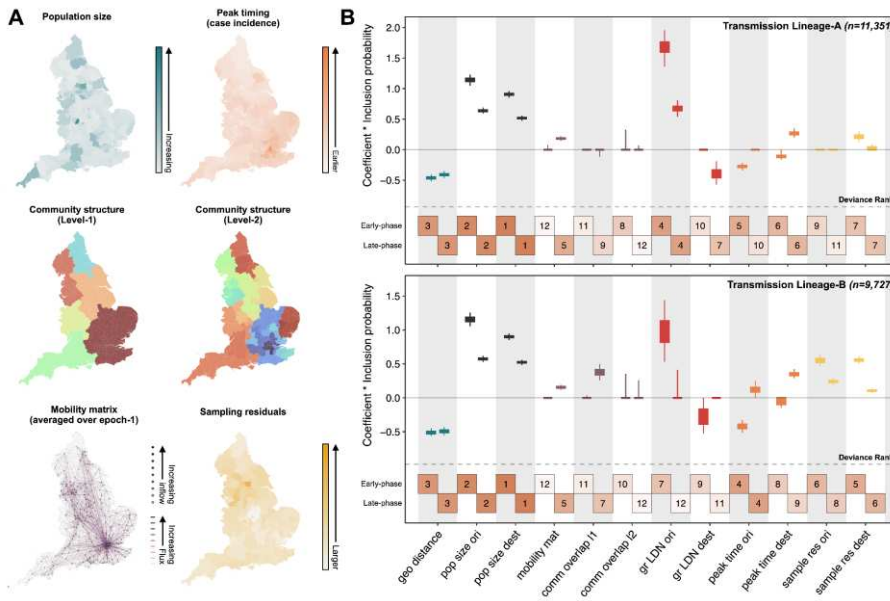 A
Population size
Increasing
Peak timing
(case incidence)
Earlier
Community structure
(Level-1)
Community structure
(Level-2)
Mobility matrix
(averaged over epoch-1)
Increasing
inflow
Increasing
Flux
Sampling residuals
Larger
B
Transmission Lineage-A (n=11,351
Coefficient * Inclusion probability
2.0
1.5
1.0
0.5
0.0
-0.5
Deviance Rank
Early-phase 3 2 1 12 11 8 4 10 5 6 9 7
Late-phase 3 2 1 5 9 12 4 7 10 6 11 7
Transmission Lineage-B (n=9,727
Coefficient * Inclusion probability
1.5
1.0
0.5
0.0
-0.5
Deviance Rank
Early-phase 3 2 1 12 11 10 7 9 4 8 6 5
Late-phase 3 2 1 5 7 12 12 11 4 9 8 6
geo distance
pop size ori
pop size dest
mobility mat
comm overlap l1
comm overlap l2
gr LDN ori
gr LDN dest
peak time ori
peak time dest
sample res ori
sample res dest